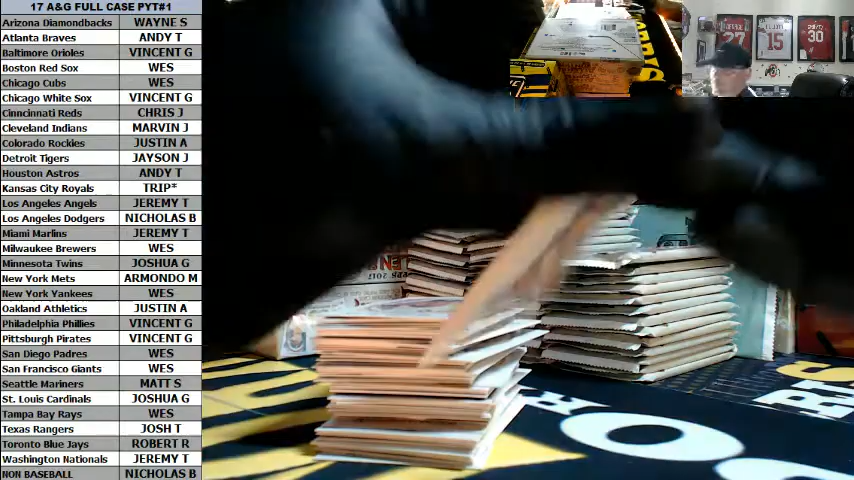 17 A&G FULL CASE PYT#1
Arizona Diamondbacks WAYNE S
Atlanta Braves ANDY T
Baltimore Orioles VINCENT G
Boston Red Sox WES
Chicago Cubs WES
Chicago White Sox VINCENT G
Cinncinnati Reds CHRIS J
Cleveland Indians MARVIN J
Colorado Rockies JUSTIN A
Detroit Tigers JAYSON J
Houston Astros ANDY T
Kansas City Royals TRIP*
Los Angeles Angels JEREMY T
Los Angeles Dodgers NICHOLAS B
Miami Marlins JEREMY T
Milwaukee Brewers WES
Minnesota Twins JOSHUA G
New York Mets ARMONDO M
New York Yankees WES
Oakland Athletics JUSTIN A
Philadelphia Phillies VINCENT G
Pittsburg Pirates VINCENT G
San Diego Padres WES
San Francisco Giants WES
Seattle Mariners MATT S
St. Louis Cardinals JOSHUA G
Tampa Bay Rays WES
Texas Rangers JOSH T
Toronto Blue Jays ROBERT R
Washington Nationals JEREMY T
NON BASEBALL NICHOLAS B
27
15
30